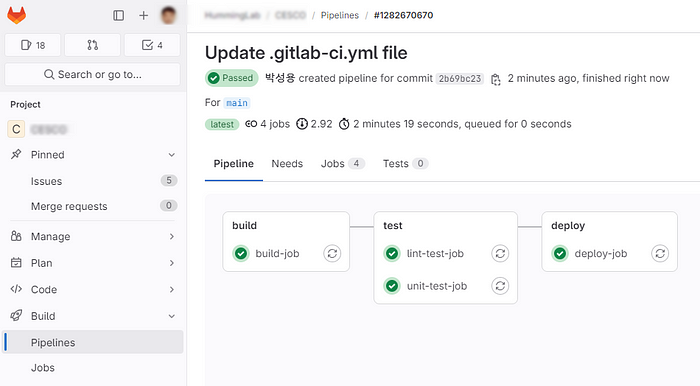 18
4
Search or go to...
Project
C
Pinned
Issues 5
Merge requests 0
Manage
Plan
Code
Build
Pipelines
Jobs
/ / Pipelines / #1282670670
Update .gitlab-ci.yml file
Passed 박성용 created pipeline for commit 2b69bc23 2 minutes ago, finished right now
For main
latest 4 jobs 2.92 2 minutes 19 seconds, queued for 0 seconds
Pipeline Needs Jobs 4 Tests 0
build test deploy
build-job lint-test-job deploy-job
unit-test-job